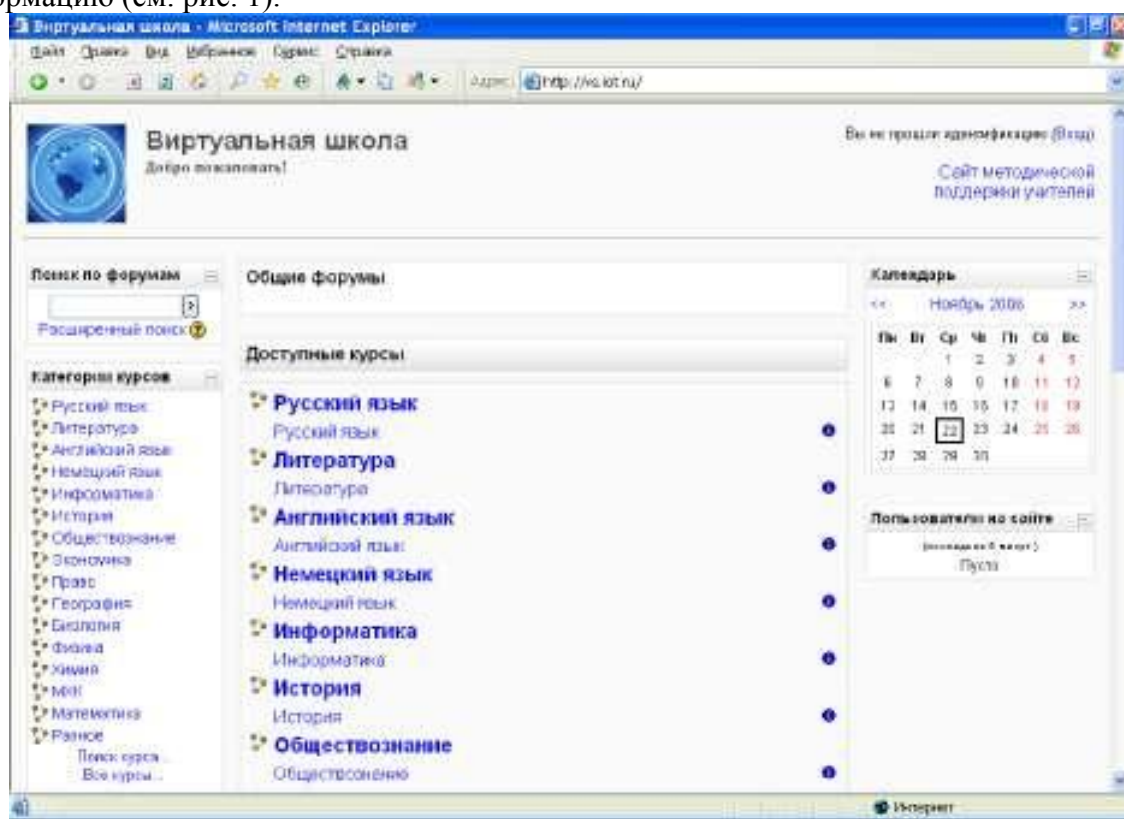 ормацию (см. рис. 1).
Виртуальная школа - Microsoft Internet Explorer
Файл Правка Вид Избранное Сервис Справка
Адрес: http://vs.iot.ru/
Виртуальная школа
Добро пожаловать!
Вы не прошли идентификацию (Вход)
Сайт методической
поддержки учителей
Поиск по форумам
Расширенный поиск
Категории курсов
Русский язык
Литература
Английский язык
Немецкий язык
Информатика
История
Обществознание
Экономика
Право
География
Биология
Физика
Химия
МХК
Математика
Разное
Поиск курса...
Все курсы...
Общие форумы
Доступные курсы
Русский язык
Русский язык
Литература
Литература
Английский язык
Английский язык
Немецкий язык
Немецкий язык
Информатика
Информатика
История
История
Обществознание
Обществознание
Календарь
<< Ноябрь 2006 >>
Пн Вт Ср Чт Пт Сб Вс
1 2 3 4 5
6 7 8 9 10 11 12
13 14 15 16 17 18 19
20 21 22 23 24 25 26
27 28 29 30
Пользователи на сайте
(последние 5 минут)
Пусто
Интернет